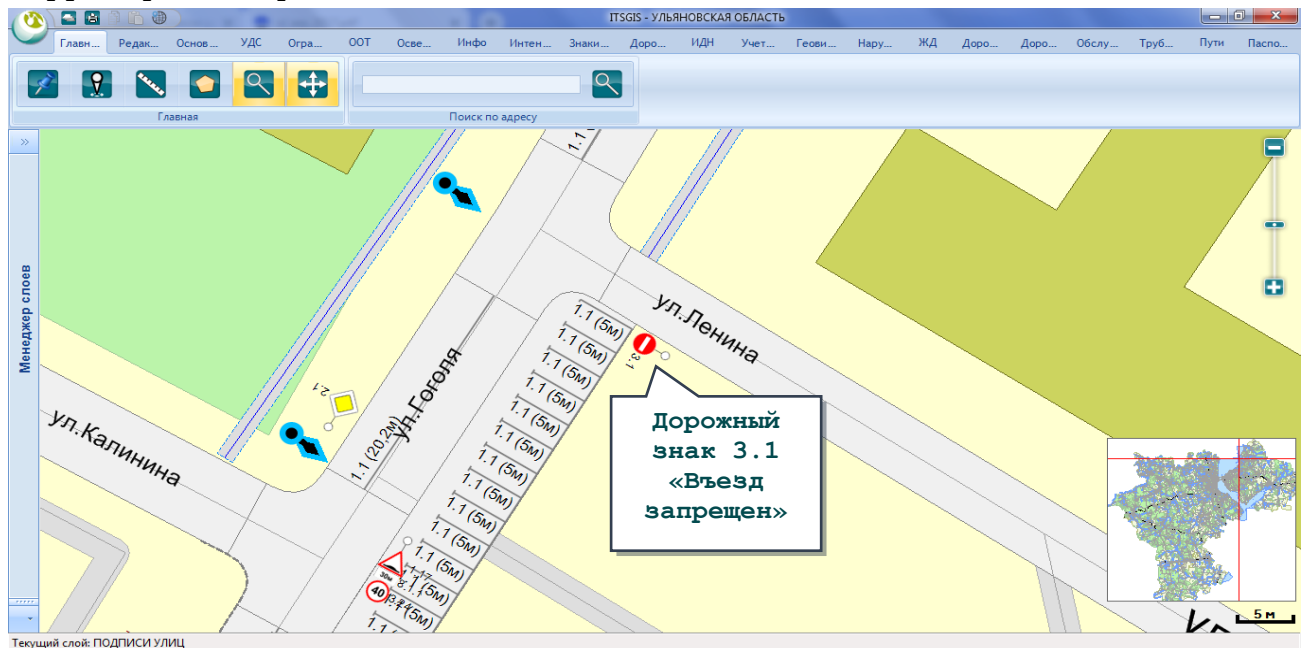 ITSGIS - УЛЬЯНОВСКАЯ ОБЛАСТЬ
Главн... Редак... Основ... УДС Огра... ООТ Осве... Инфо Интен... Знаки... Доро... ИДН Учет... Геови... Нару... ЖД Доро... Доро... Обслу... Труб... Пути Паспо...
Главная
Поиск по адресу
Менеджер слоев
1.1
ул.Ленина
1.1 (5м)
3.1
1.1 (5м)
1.1 (5м)
1.1 (5м)
1.1 (5м)
1.1 (5м)
1.1 (5м)
1.1 (5м)
1.1 (5м)
1.1 (5м)
1.1 (5м)
1.1 (5м)
ул.Гоголя
2.1
1.1 (20,2м)
ул.Калинина
Дорожный
знак 3.1
«Въезд
запрещен»
30м
1.17
40
5 м
Текущий слой: ПОДПИСИ УЛИЦ